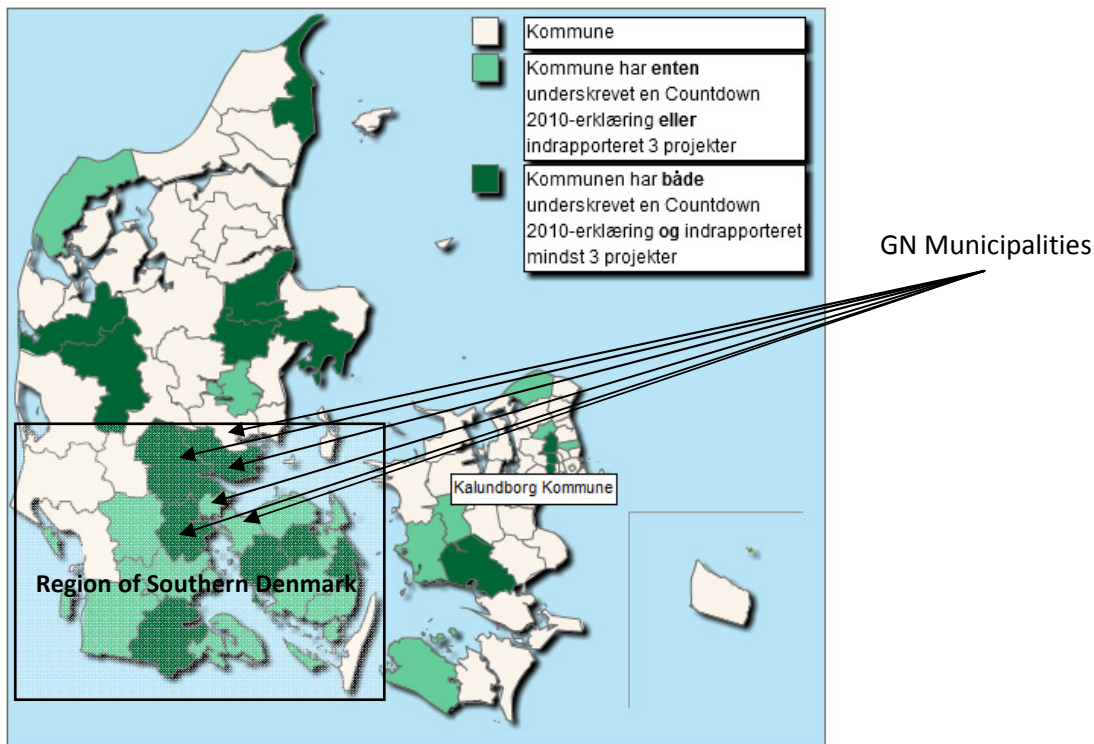 Kommune
Kommune har enten
underskrevet en Countdown
2010-erklæring eller
indrapporteret 3 projekter
Kommunen har både
underskrevet en Countdown
2010-erklæring og indrapporteret
mindst 3 projekter
GN Municipalities
Kalundborg Kommune
Region of Southern Denmark